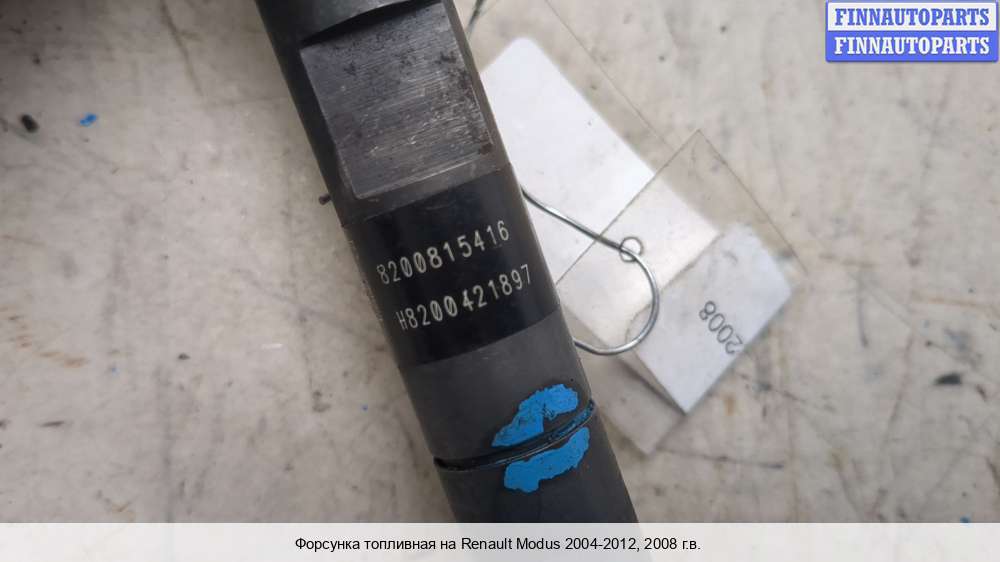 FINNAUTOPARTS
FINNAUTOPARTS
8200815416
H8200421897
2008
Форсунка топливная на Renault Modus 2004-2012, 2008 г.в.